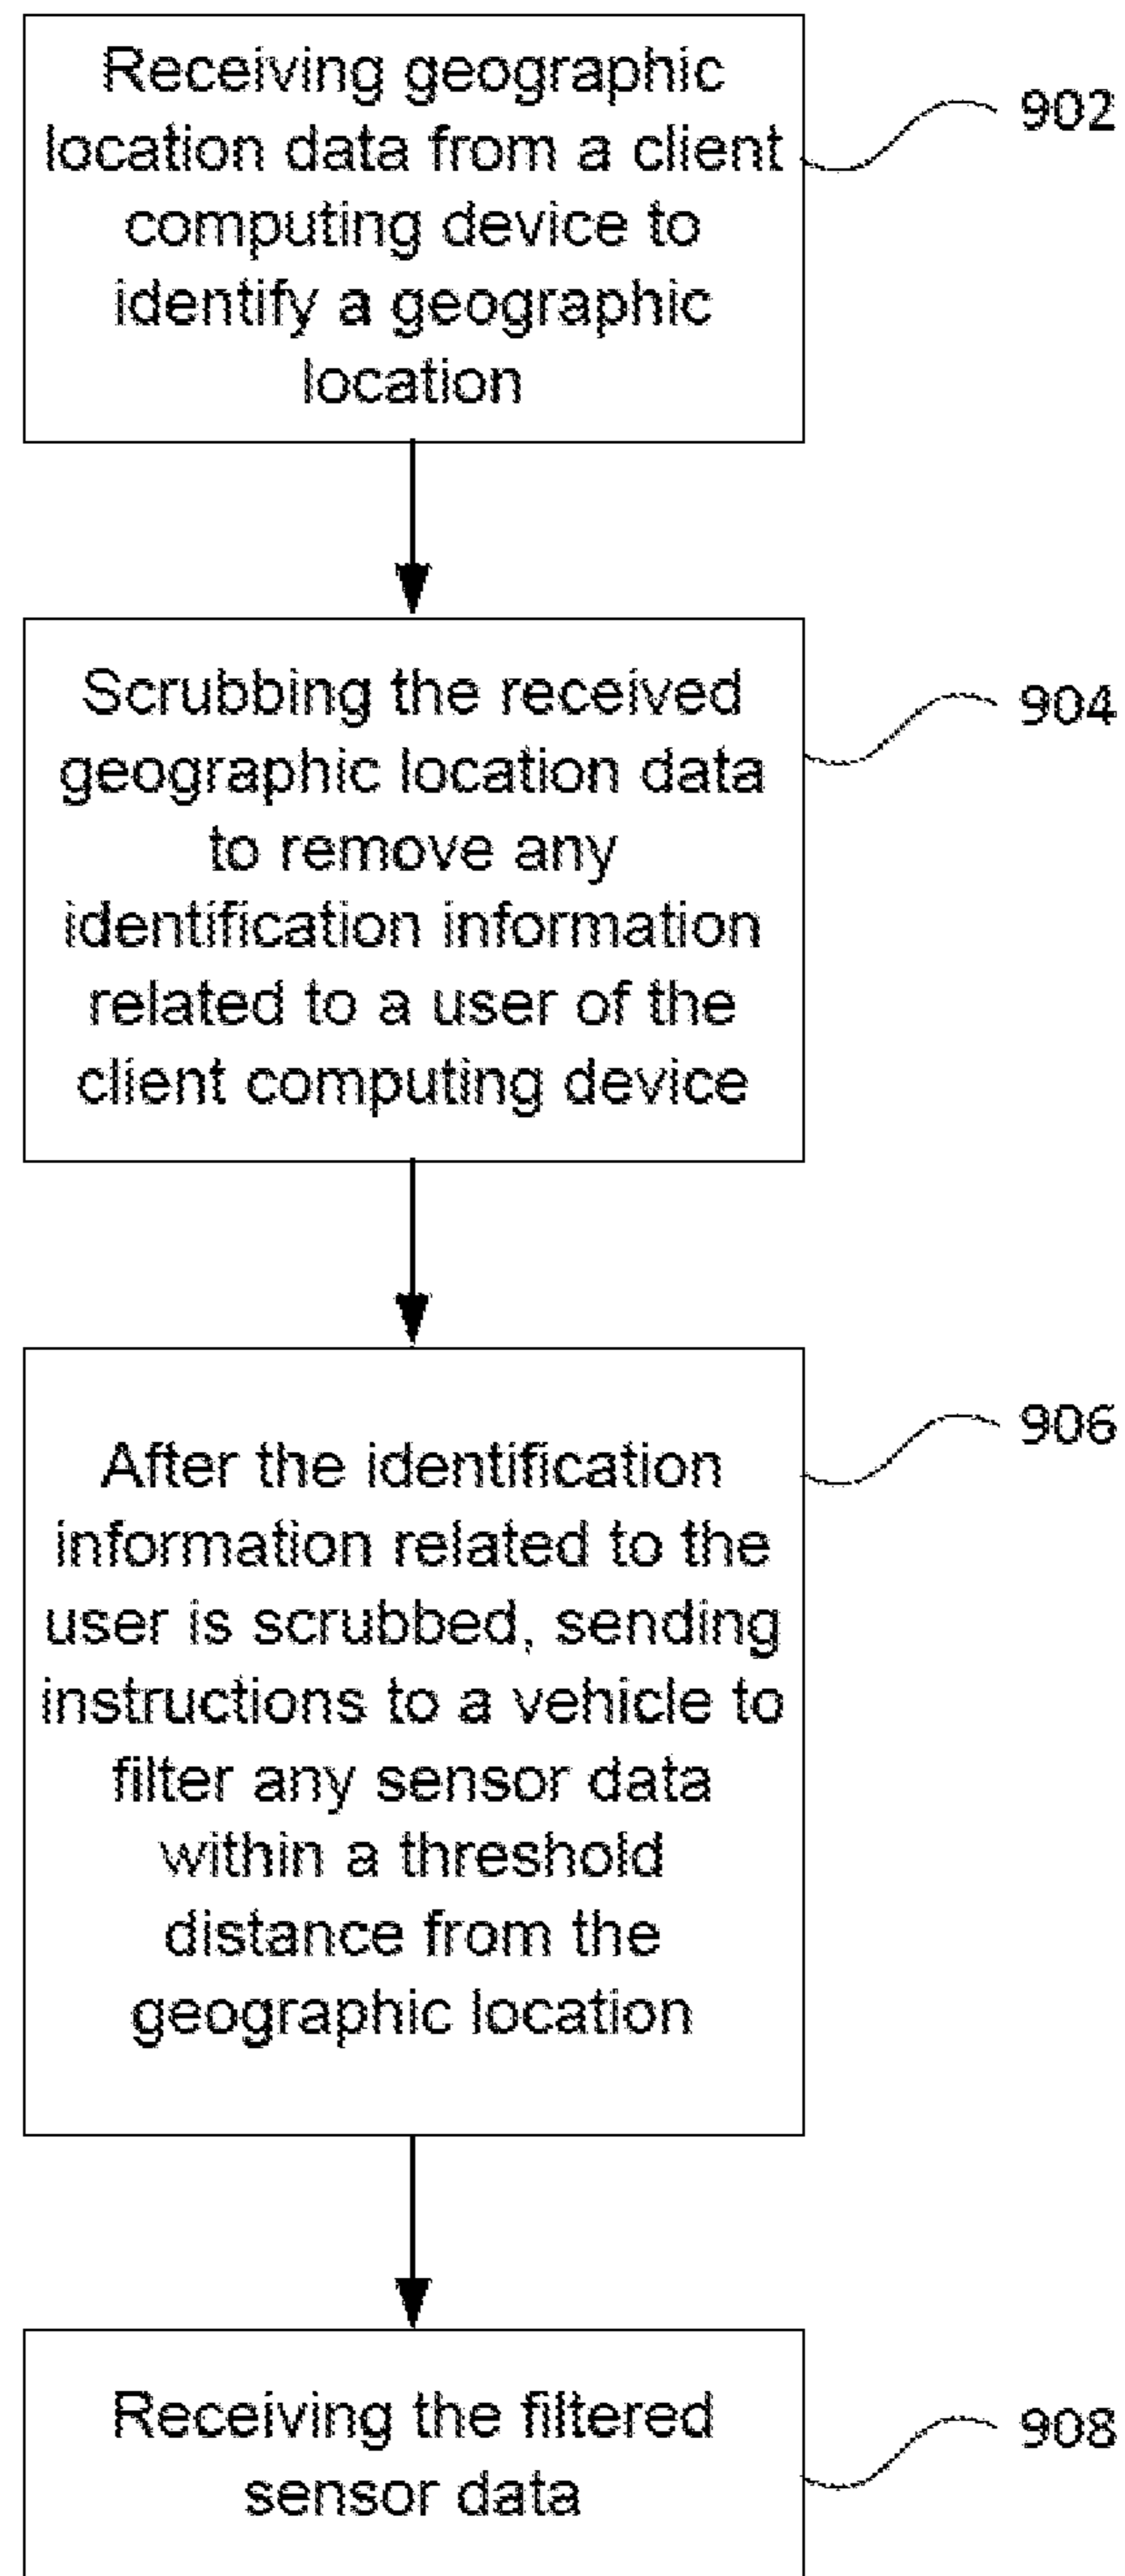 Receiving geographic
location data from a client
computing device to
identify a geographic
location
902
Scrubbing the received
geographic location data
to remove any
identification information
related to a user of the
client computing device
904
After the identification
information related to the
user is scrubbed, sending
instructions to a vehicle to
filter any sensor data
within a threshold
distance from the
geographic location
906
Receiving the filtered
sensor data
908